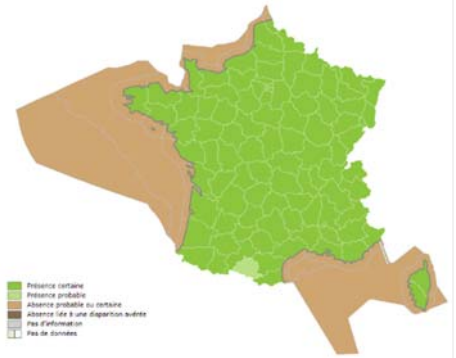 Présence certaine
Présence probable
Absence probable ou certaine
Absence liée à une disparition avérée
Pas d'information
Pas de données